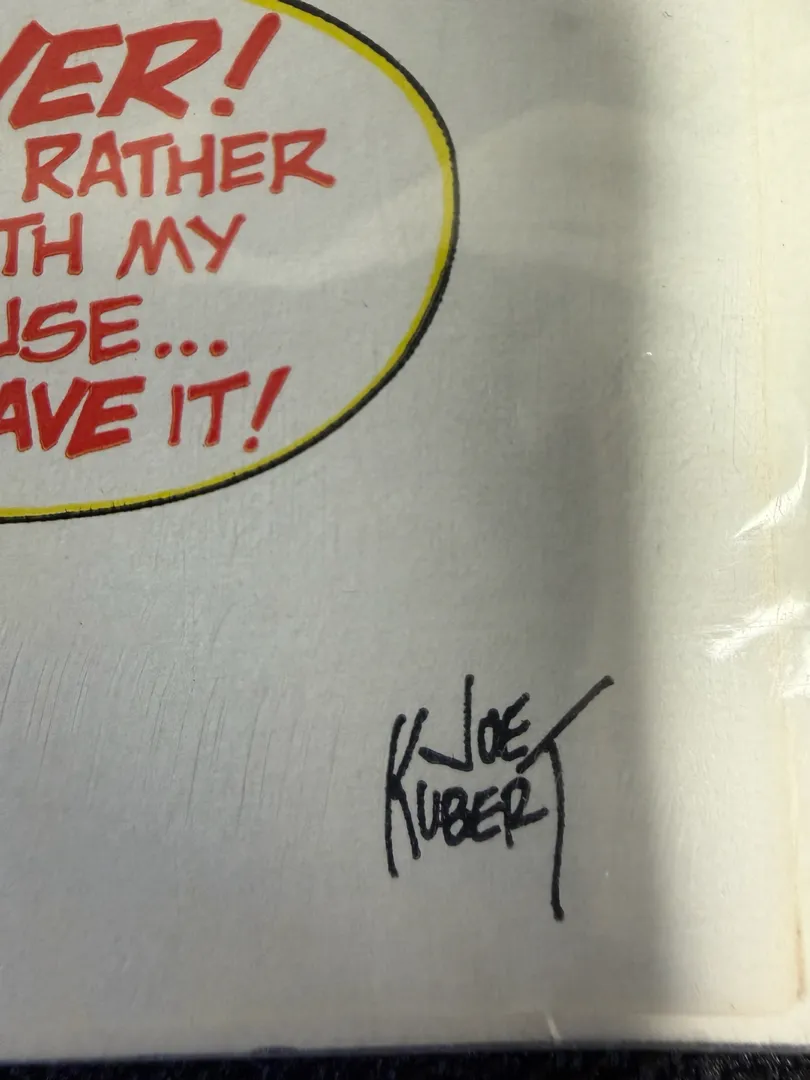 VER!
RATHER
TH MY
USE...
AVE IT!
JOE
KUBERT